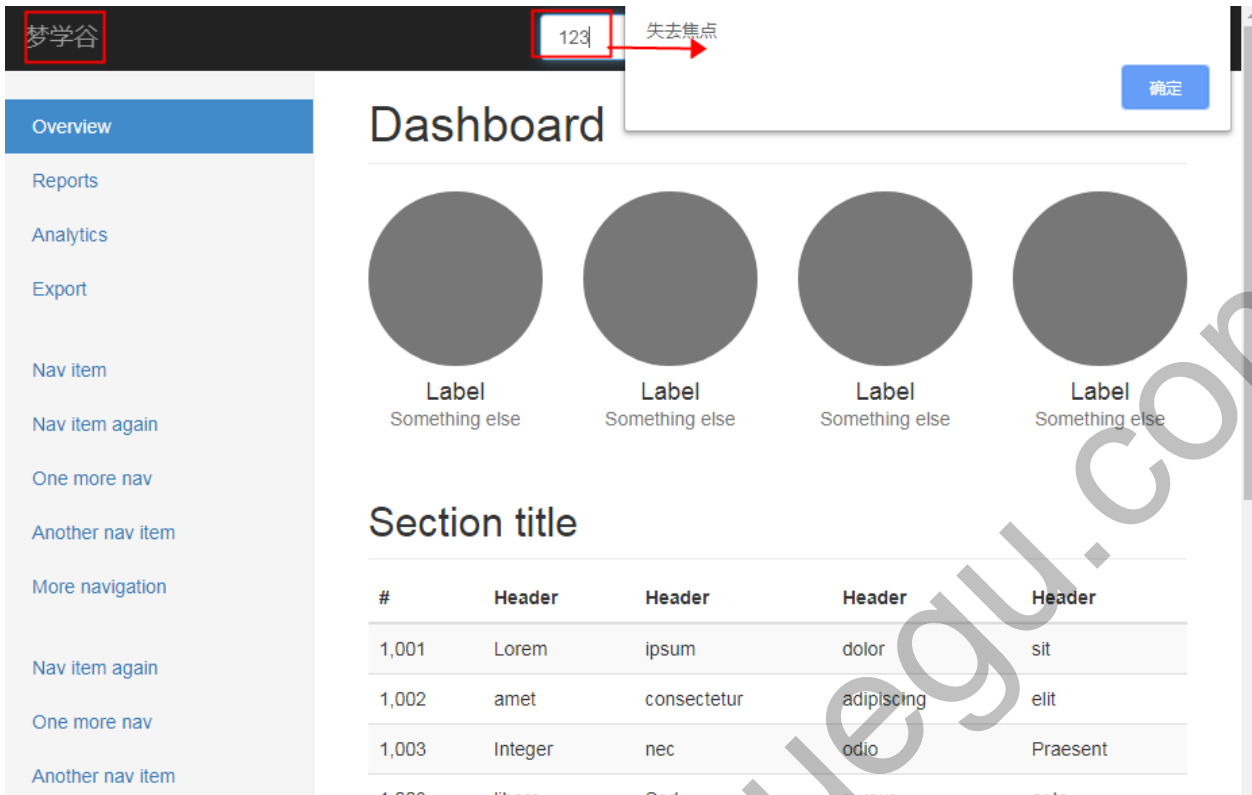 梦学谷
123
失去焦点
确定
Overview
Reports
Analytics
Export
Nav item
Nav item again
One more nav
Another nav item
More navigation
Nav item again
One more nav
Another nav item
Dashboard
Label Label Label Label
Something else Something else Something else Something else
Section title
# Header Header Header Header
1,001 Lorem ipsum dolor sit
1,002 amet consectetur adipiscing elit
1,003 Integer nec odio Praesent
uegu.com